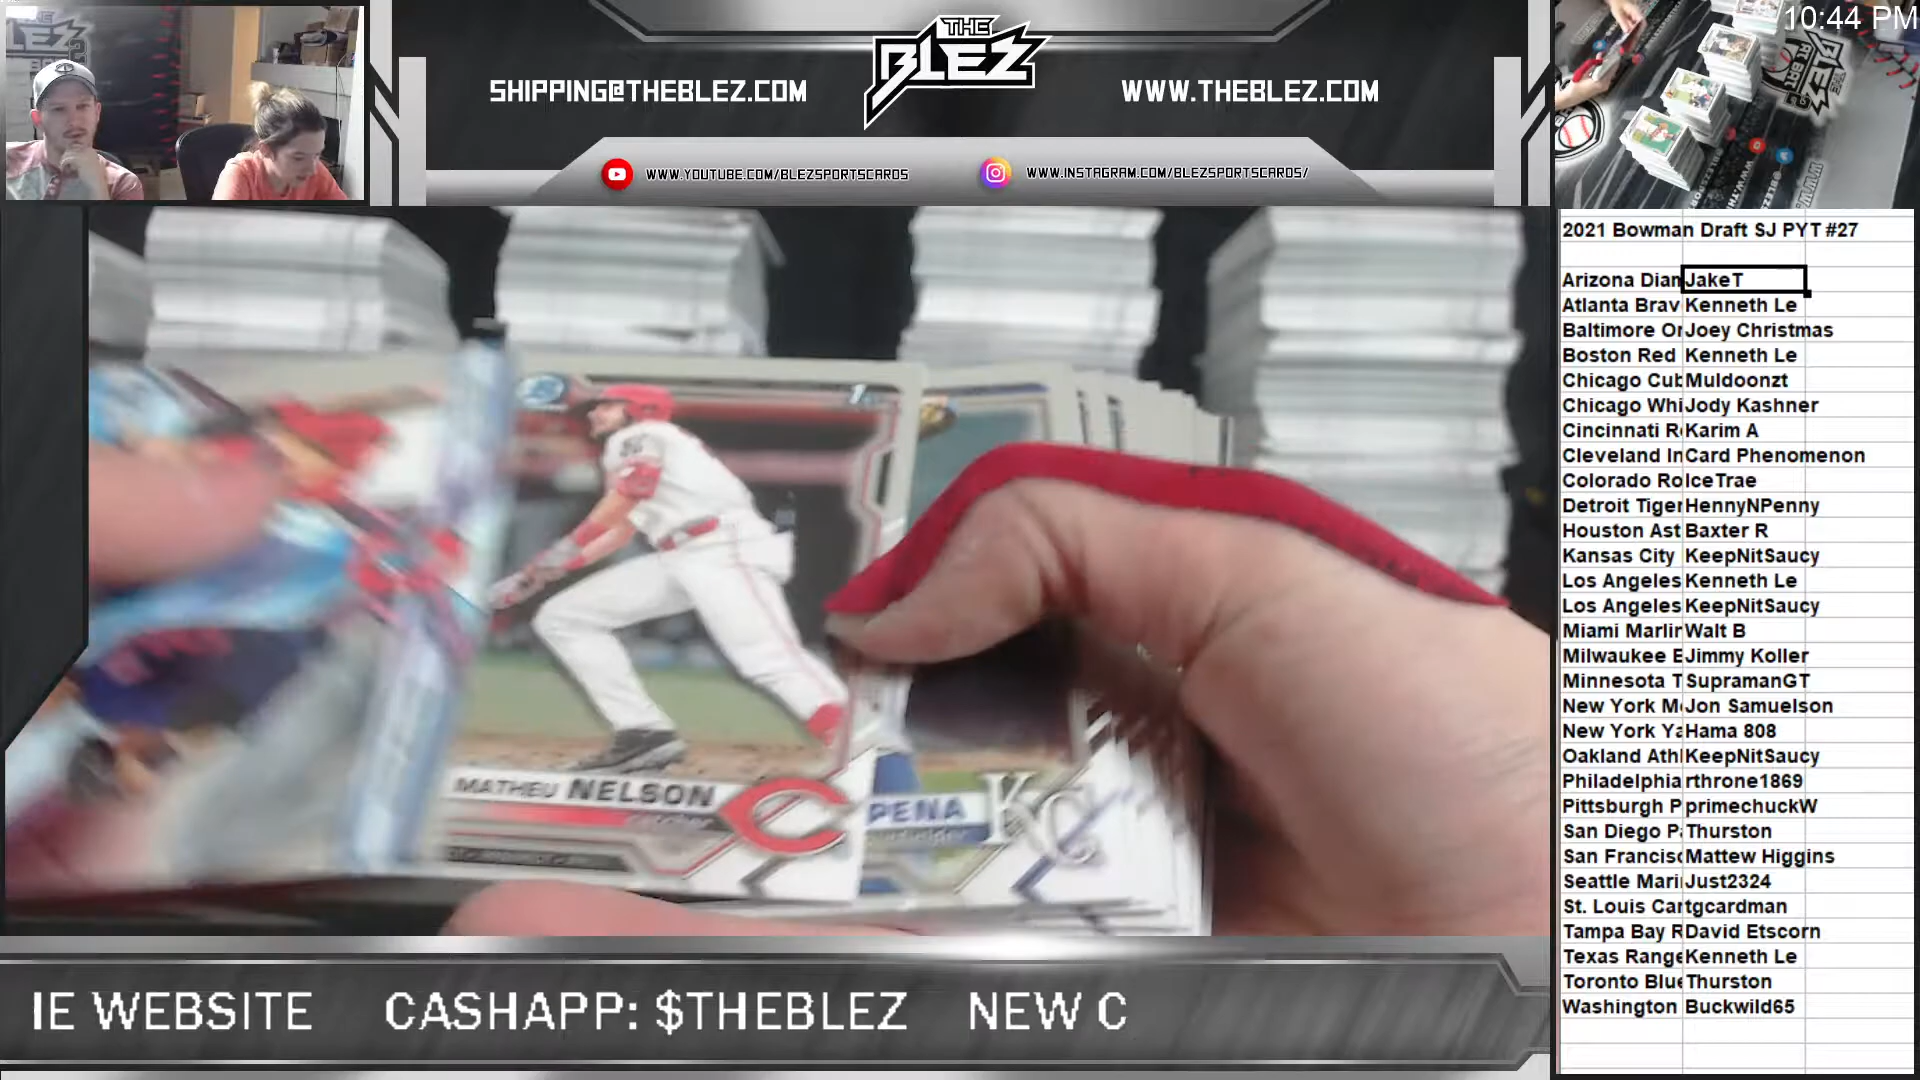 10:44 PM
THE
BLEZ
SHIPPING@THEBLEZ.COM
WWW.THEBLEZ.COM
WWW.YOUTUBE.COM/BLEZSPORTSCARDS
WWW.INSTAGRAM.COM/BLEZSPORTSCARDS/
2021 Bowman Draft SJ PYT #27
Arizona Dian JakeT
Atlanta Brav Kenneth Le
Baltimore Or Joey Christmas
Boston Red Kenneth Le
Chicago Cub Muldoonzt
Chicago Whi Jody Kashner
Cincinnati R Karim A
Cleveland In Card Phenomenon
Colorado Ro IceTrae
Detroit Tiger HennyNPenny
Houston Ast Baxter R
Kansas City KeepNitSaucy
Los Angeles Kenneth Le
Los Angeles KeepNitSaucy
Miami Marlin Walt B
Milwaukee B Jimmy Koller
Minnesota T SupramanGT
New York Me Jon Samuelson
New York Ya Hama 808
Oakland Athl KeepNitSaucy
Philadelphia rthrone1869
Pittsburgh P primechuckW
San Diego Pa Thurston
San Francisc Mattew Higgins
Seattle Mari Just2324
St. Louis Car tgcardman
Tampa Bay R David Etscorn
Texas Range Kenneth Le
Toronto Blue Thurston
Washington Buckwild65
MATHEU NELSON
PENA
KC
IE WEBSITE CASHAPP: $THEBLEZ NEW C